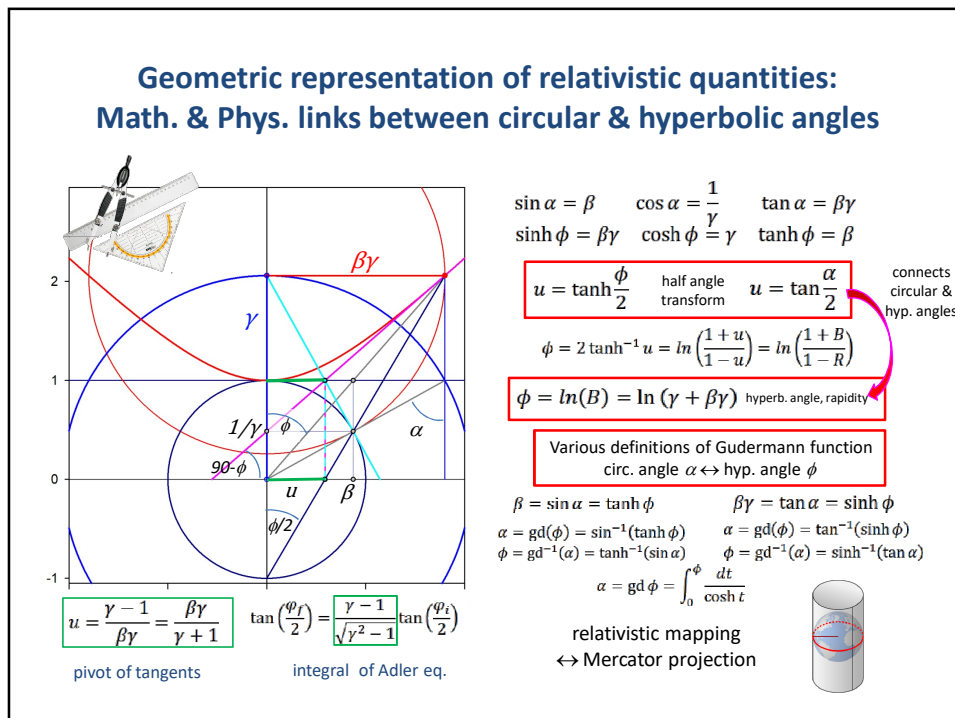 Geometric representation of relativistic quantities:
Math. & Phys. links between circular & hyperbolic angles
2
1
0
-1
βγ
γ
1/γ
ϕ
α
90-ϕ
u
β
ϕ/2
u = (γ − 1)/(βγ) = βγ/(γ + 1)
pivot of tangents
tan(φ_f/2) = (γ − 1)/√(γ² − 1) tan(φ_i/2)
integral of Adler eq.
sin α = β cos α = 1/γ tan α = βγ
sinh ϕ = βγ cosh ϕ = γ tanh ϕ = β
u = tanh ϕ/2 half angle transform u = tan α/2
connects
circular &
hyp. angles
ϕ = 2 tanh⁻¹ u = ln((1 + u)/(1 − u)) = ln((1 + B)/(1 − R))
ϕ = ln(B) = ln (γ + βγ) hyperb. angle, rapidity
Various definitions of Gudermann function
circ. angle α ↔ hyp. angle ϕ
β = sin α = tanh ϕ βγ = tan α = sinh ϕ
α = gd(ϕ) = sin⁻¹(tanh ϕ) α = gd(ϕ) = tan⁻¹(sinh ϕ)
ϕ = gd⁻¹(α) = tanh⁻¹(sin α) ϕ = gd⁻¹(α) = sinh⁻¹(tan α)
α = gd ϕ = ∫₀^ϕ dt/cosh t
relativistic mapping
↔ Mercator projection